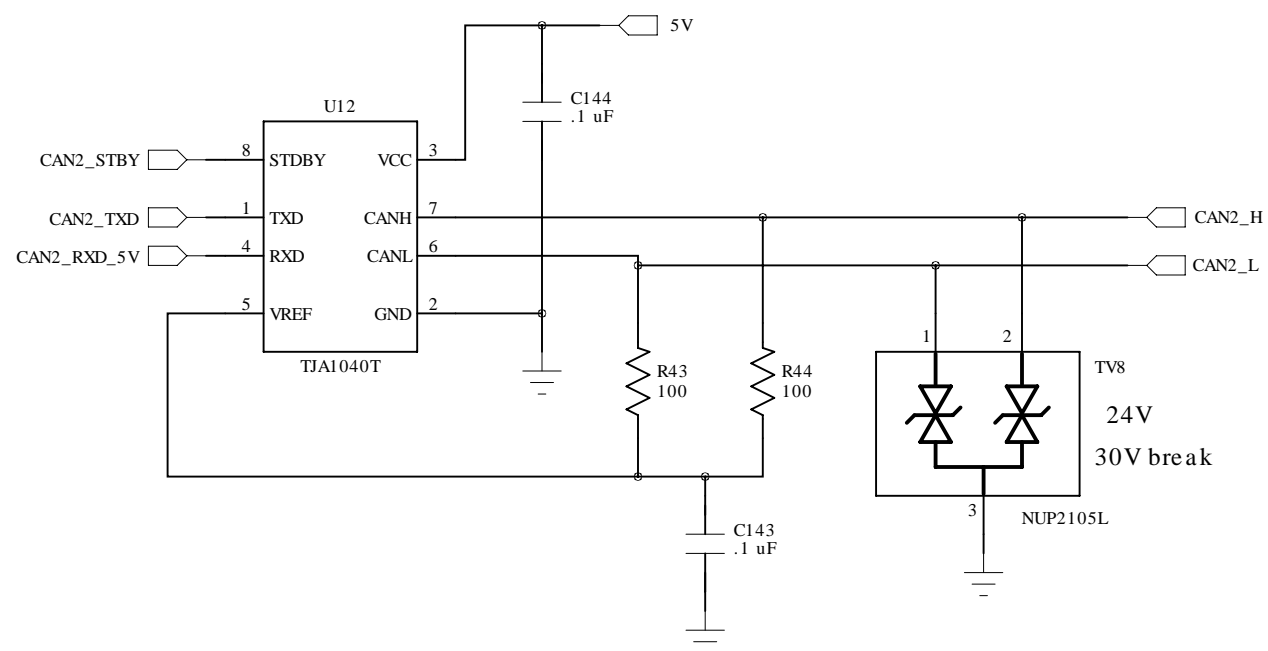 5V
C144
.1 uF
U12
CAN2_STBY
8
STDBY
VCC
3
CAN2_TXD
1
TXD
CANH
7
CAN2_H
CAN2_RXD_5V
4
RXD
CANL
6
CAN2_L
5
VREF
GND
2
TJA1040T
R43
100
R44
100
1
2
TV8
24V
30V break
3
NUP2105L
C143
.1 uF